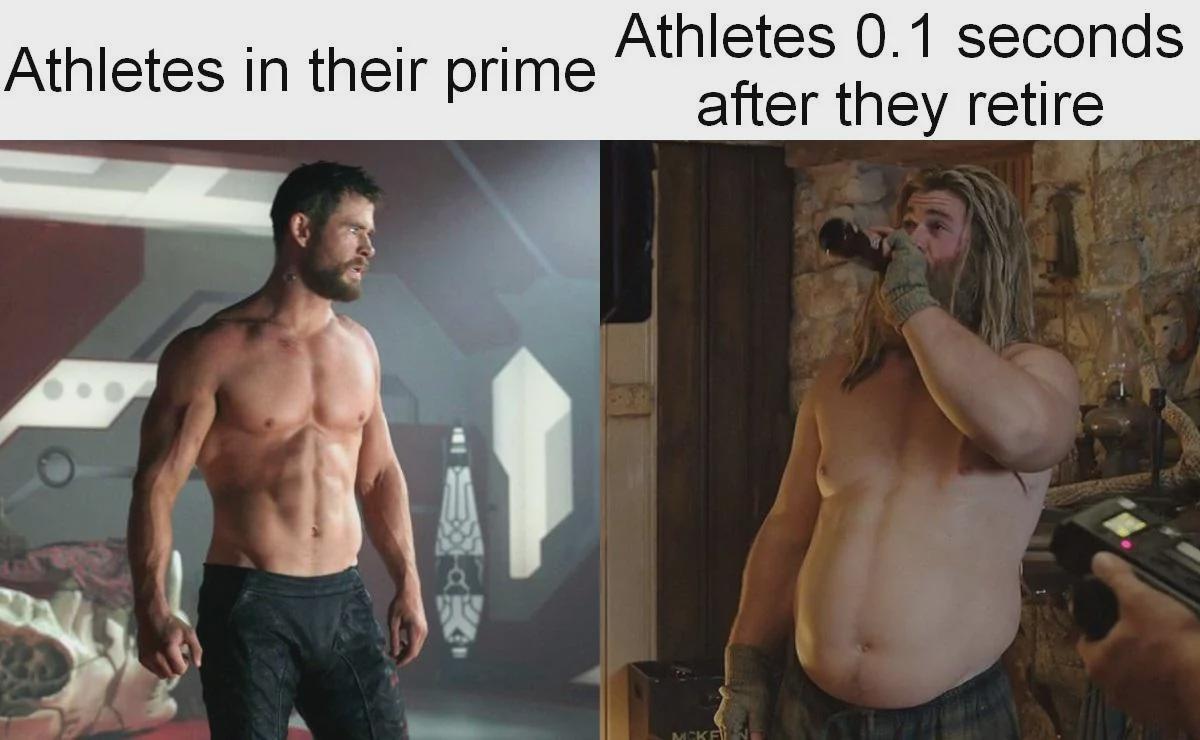 Athletes in their prime
Athletes 0.1 seconds
after they retire